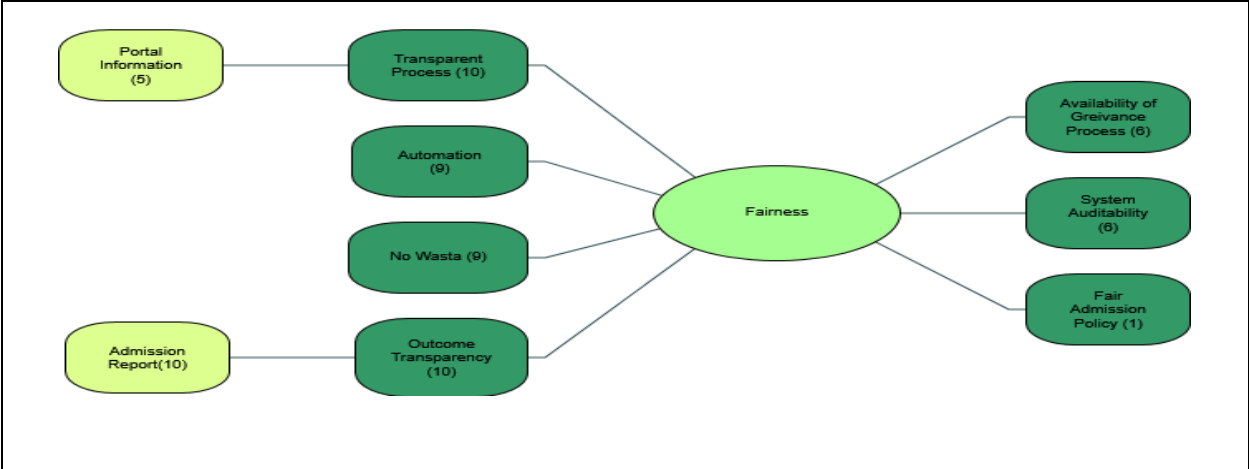 Portal
Information
(5)
Transparent
Process (10)
Automation
(9)
No Wasta (9)
Admission
Report(10)
Outcome
Transparency
(10)
Fairness
Availability of
Greivance
Process (6)
System
Auditability
(6)
Fair
Admission
Policy (1)